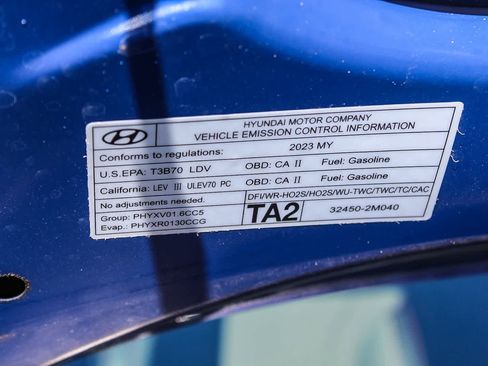 HYUNDAI MOTOR COMPANY
VEHICLE EMISSION CONTROL INFORMATION
Conforms to regulations: 2023 MY
U.S.EPA: T3B70 LDV OBD: CA II Fuel: Gasoline
California: LEV III ULEV70 PC OBD: CA II Fuel: Gasoline
No adjustments needed. DFI/WR-HO2S/HO2S/WU-TWC/TWC/TC/CAC
Group: PHYXV01.6CC5
Evap.: PHYXR0130CCG
TA2 32450-2M040